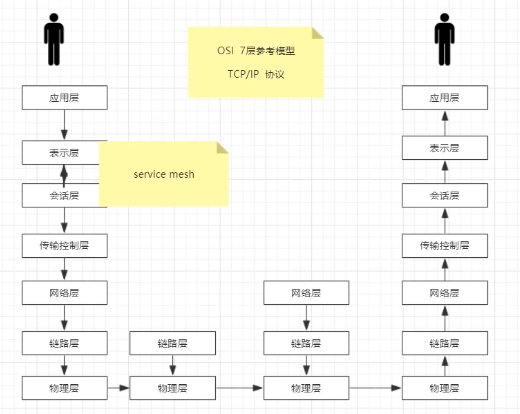 OSI 7层参考模型
TCP/IP 协议
应用层
应用层
表示层
表示层
service mesh
会话层
会话层
传输控制层
传输控制层
网络层
网络层
网络层
链路层
链路层
链路层
链路层
物理层
物理层
物理层
物理层